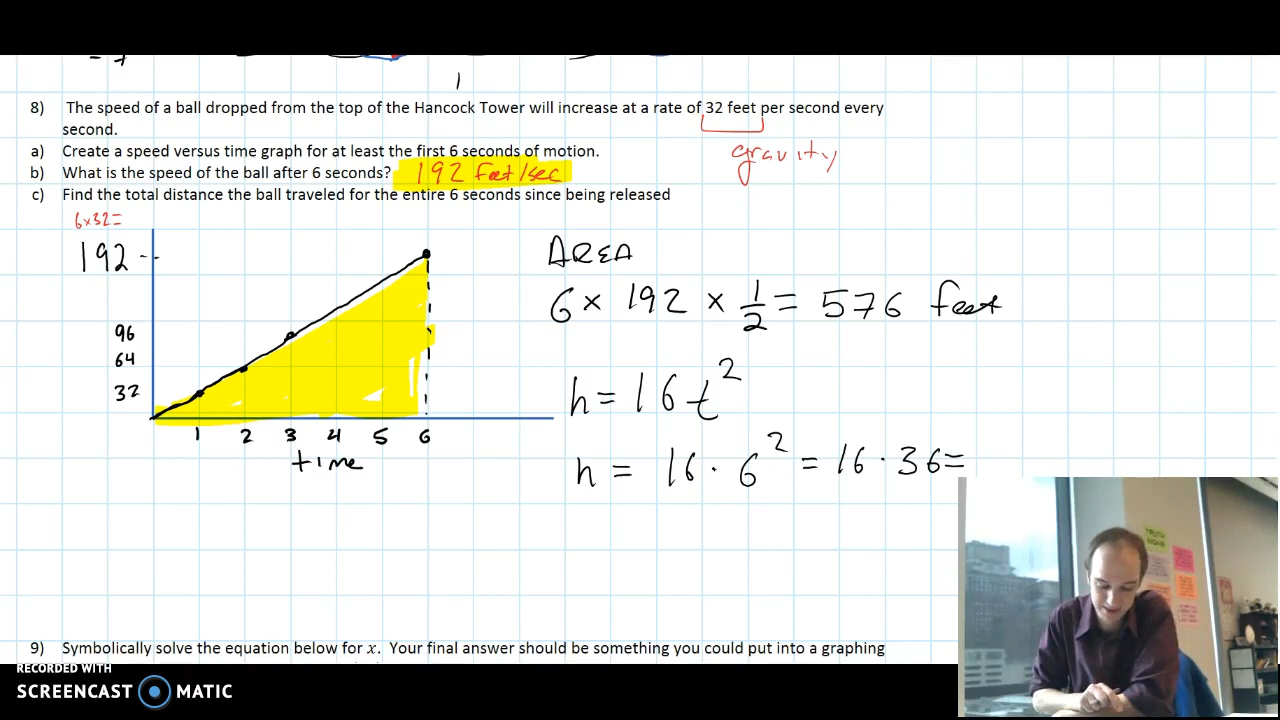 - 7
8) The speed of a ball dropped from the top of the Hancock Tower will increase at a rate of 32 feet per second every
second.
gravity
a) Create a speed versus time graph for at least the first 6 seconds of motion.
b) What is the speed of the ball after 6 seconds? 192 feet/sec
c) Find the total distance the ball traveled for the entire 6 seconds since being released
6x32=
192
96
64
32
1 2 3 4 5 6
time
AREA
6 x 192 x 1/2 = 576 feet
h = 16t²
h = 16 · 6² = 16 · 36 =
9) Symbolically solve the equation below for x. Your final answer should be something you could put into a graphing
RECORDED WITH
SCREENCAST MATIC